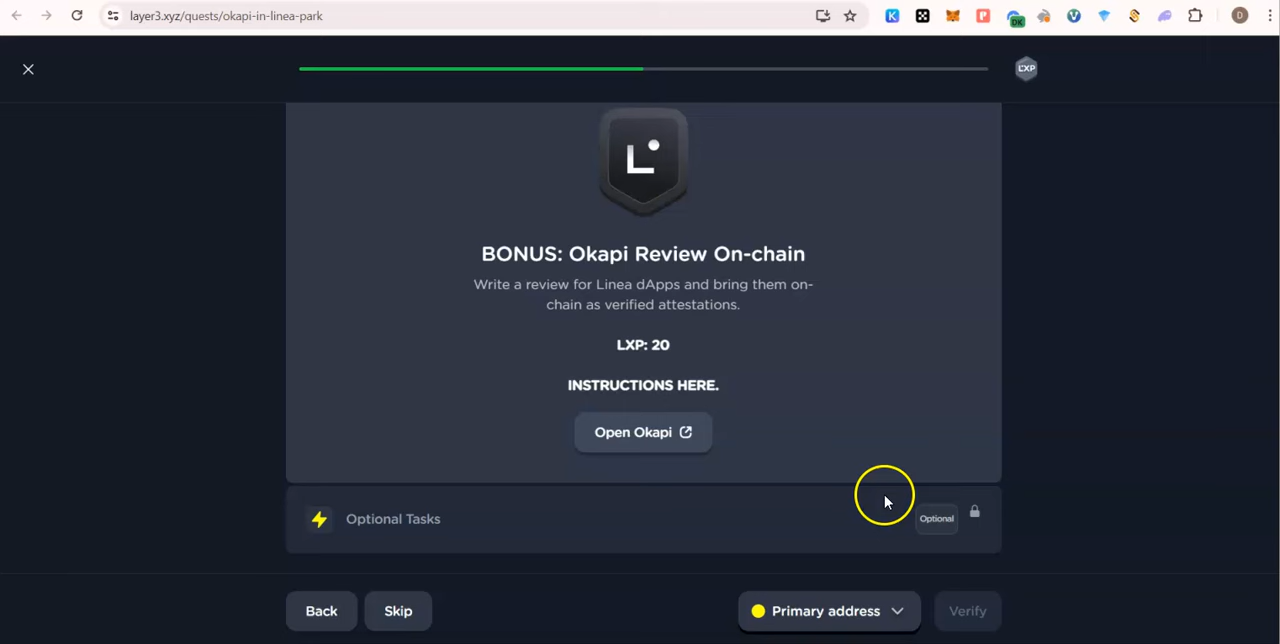 layer3.xyz/quests/okapi-in-linea-park
K
P
DK
D
LXP
L
BONUS: Okapi Review On-chain
Write a review for Linea dApps and bring them on-
chain as verified attestations.
LXP: 20
INSTRUCTIONS HERE.
Open Okapi
Optional Tasks
Optional
Back
Skip
Primary address
Verify